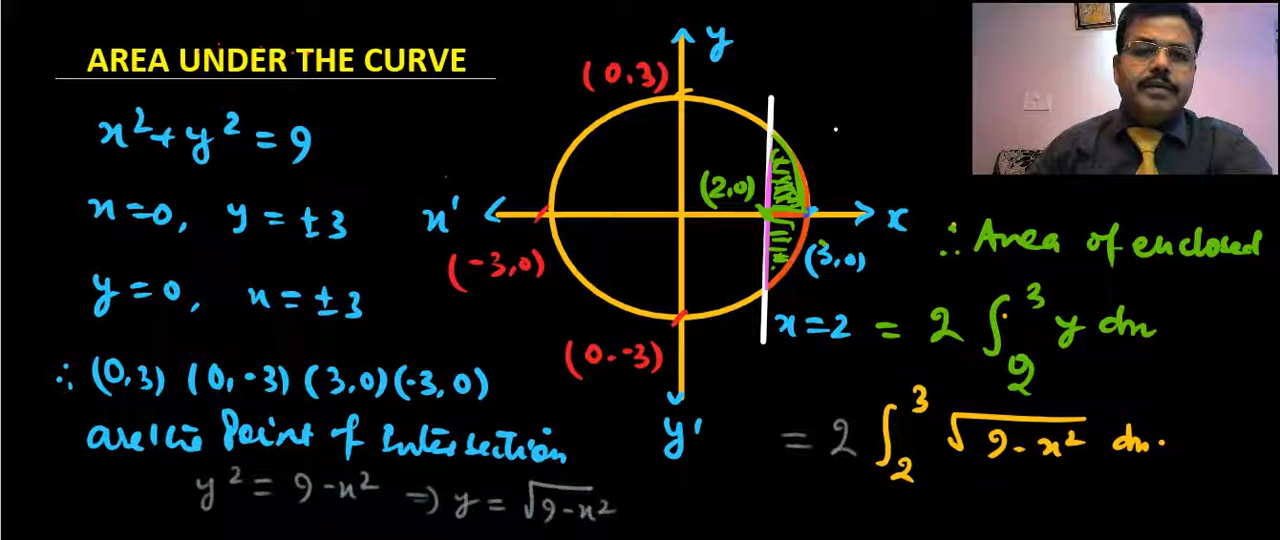 AREA UNDER THE CURVE
x² + y² = 9
x=0, y = ±3
y=0, x = ±3
∴ (0,3) (0,-3) (3,0) (-3,0)
are the Point of Intersection
y² = 9-x² => y = √9-x²
y
(0.3)
x'
(2,0)
x
(-3,0)
(3,0)
x=2
(0.-3)
y'
∴ Area of enclosed
= 2 ∫₂³ y dx
= 2 ∫₂³ √9-x² dx.